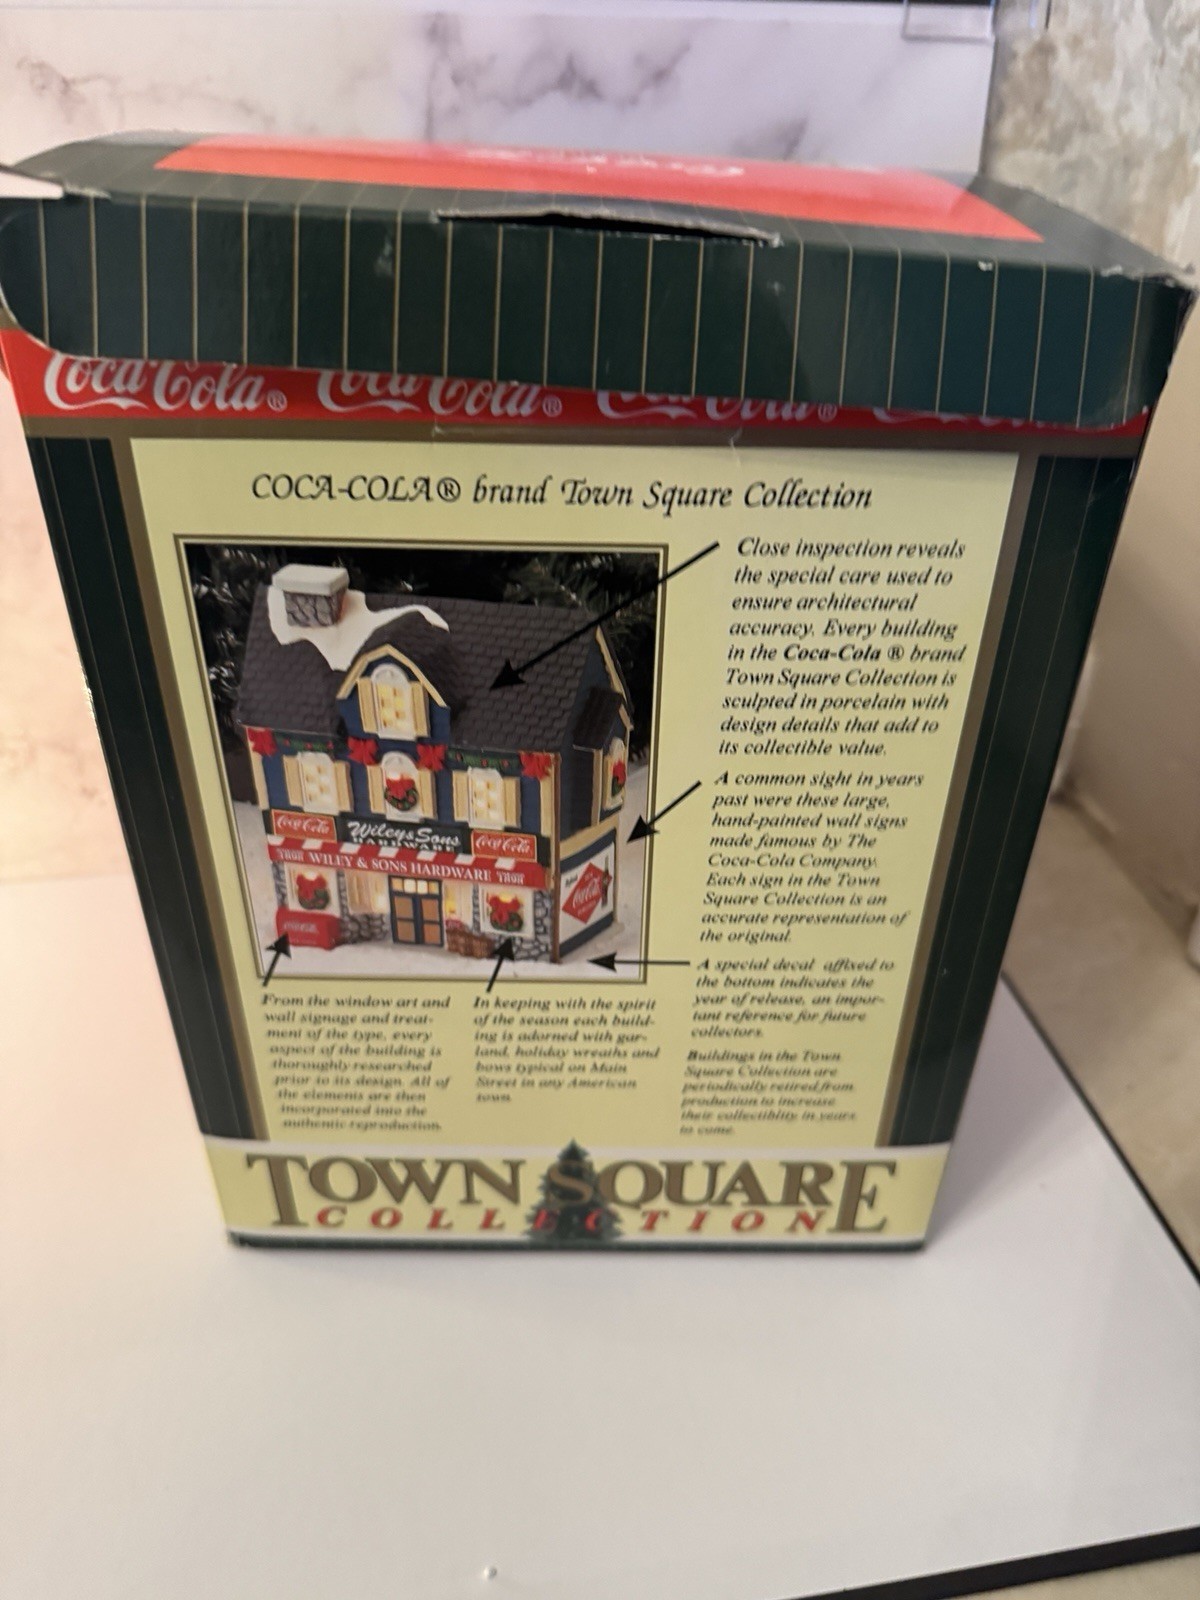 Coca-Cola® Coca-Cola® Coca-Cola®
COCA-COLA® brand Town Square Collection
Close inspection reveals
the special care used to
ensure architectural
accuracy. Every building
in the Coca-Cola ® brand
Town Square Collection is
sculpted in porcelain with
design details that add to
its collectible value.
A common sight in years
past were these large,
hand-painted wall signs
made famous by The
Coca-Cola Company.
Each sign in the Town
Square Collection is an
accurate representation of
the original.
A special decal affixed to
the bottom indicates the
year of release, an impor-
tant reference for future
collectors.
Buildings in the Town
Square Collection are
periodically retired from
production to increase
their collectiblity in years
to come.
Coca-Cola
Wiley & Sons
HARDWARE
Coca-Cola
WILEY & SONS HARDWARE
Coca-Cola
From the window art and
wall signage and treat-
ment of the type, every
aspect of the building is
thoroughly researched
prior to its design. All of
the elements are then
incorporated into the
authentic reproduction.
In keeping with the spirit
of the season each build-
ing is adorned with gar-
land, holiday wreaths and
bows typical on Main
Street in any American
town.
TOWN SQUARE
COLLECTION